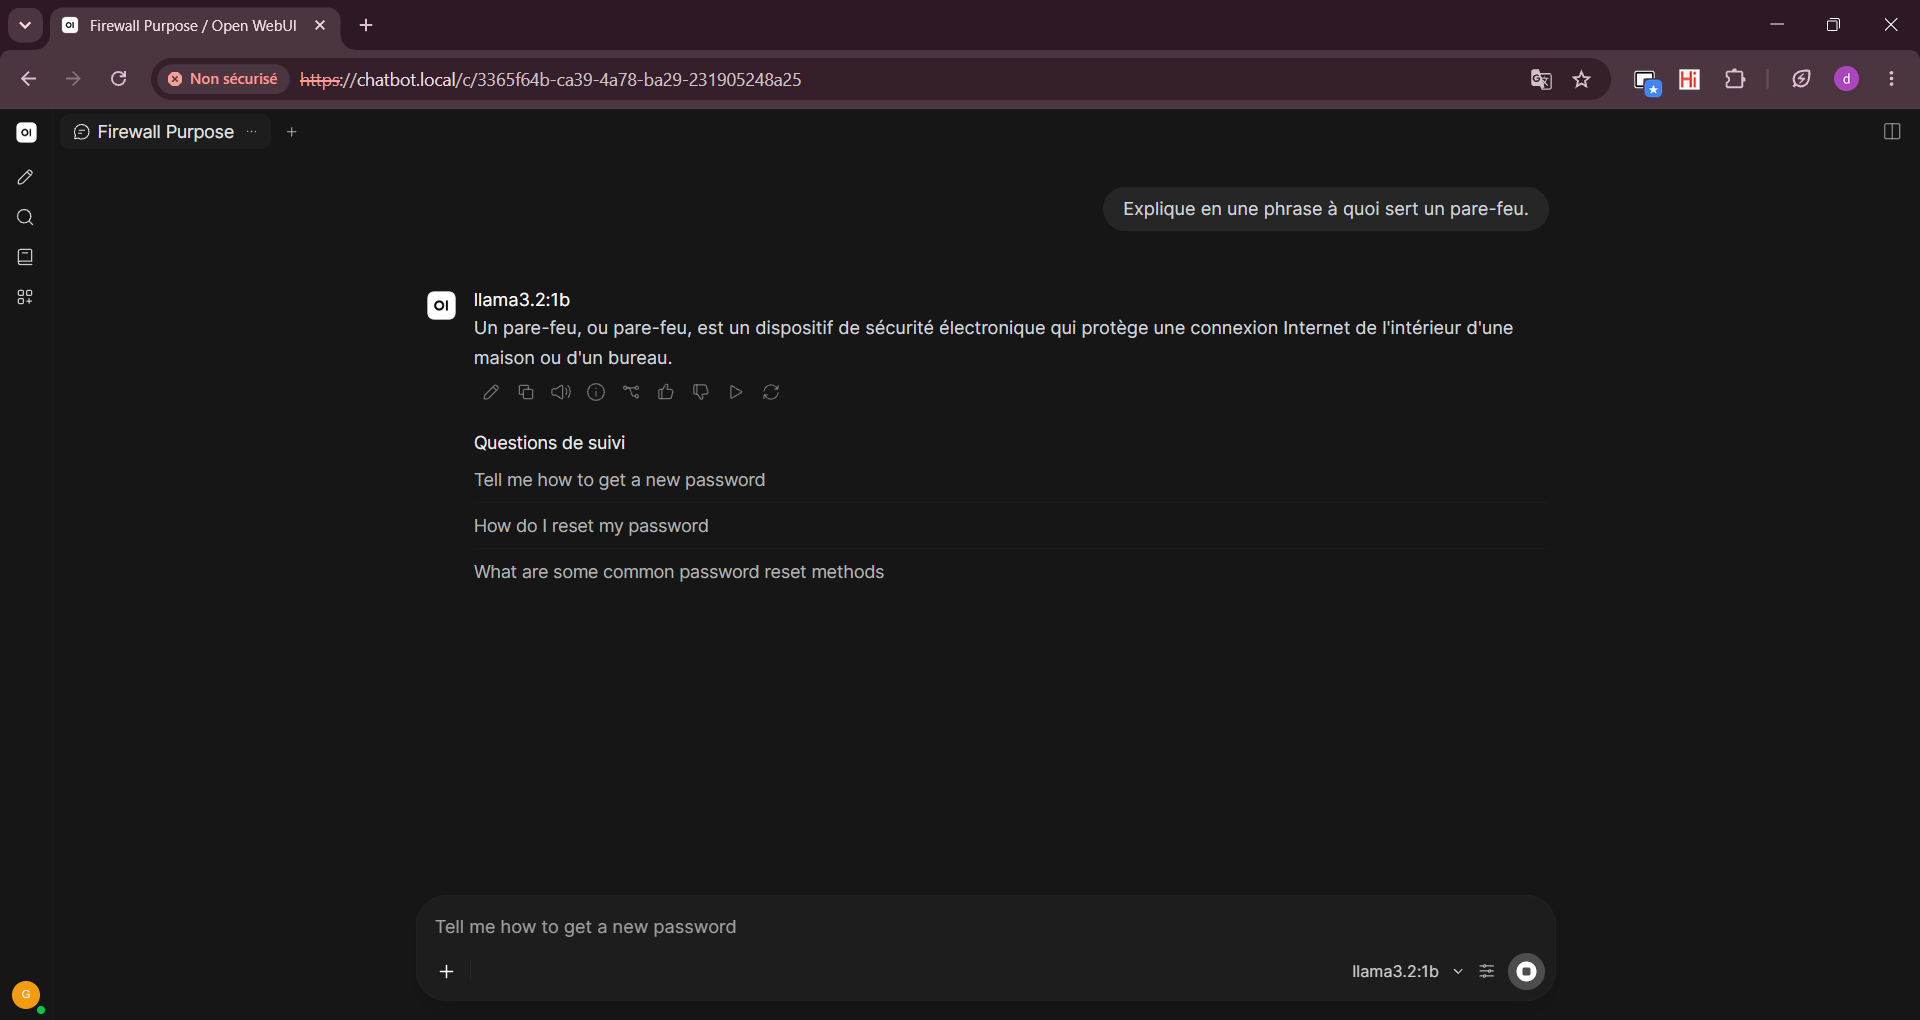 OI Firewall Purpose / Open WebUI
Non sécurisé https://chatbot.local/c/3365f64b-ca39-4a78-ba29-231905248a25
Hi
d
OI Firewall Purpose
Explique en une phrase à quoi sert un pare-feu.
OI llama3.2:1b
Un pare-feu, ou pare-feu, est un dispositif de sécurité électronique qui protège une connexion Internet de l'intérieur d'une
maison ou d'un bureau.
Questions de suivi
Tell me how to get a new password
How do I reset my password
What are some common password reset methods
Tell me how to get a new password
llama3.2:1b
G